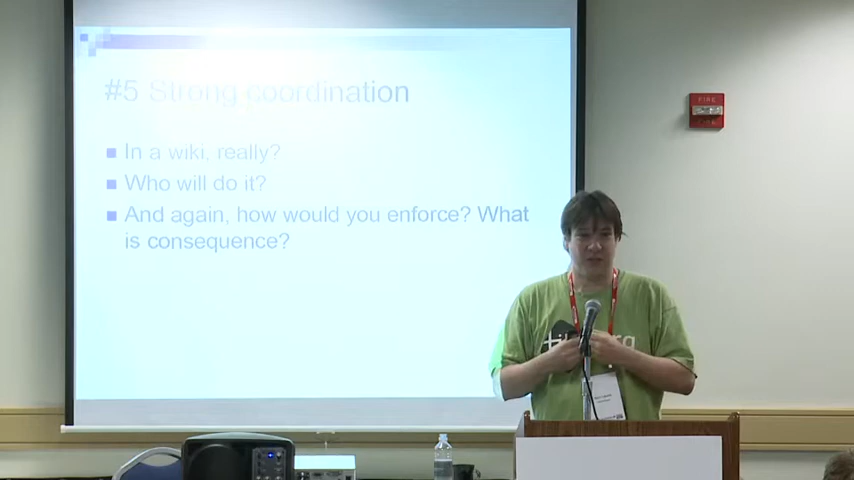 #5 Strong coordination
In a wiki, really?
Who will do it?
And again, how would you enforce? What
is consequence?
FIRE